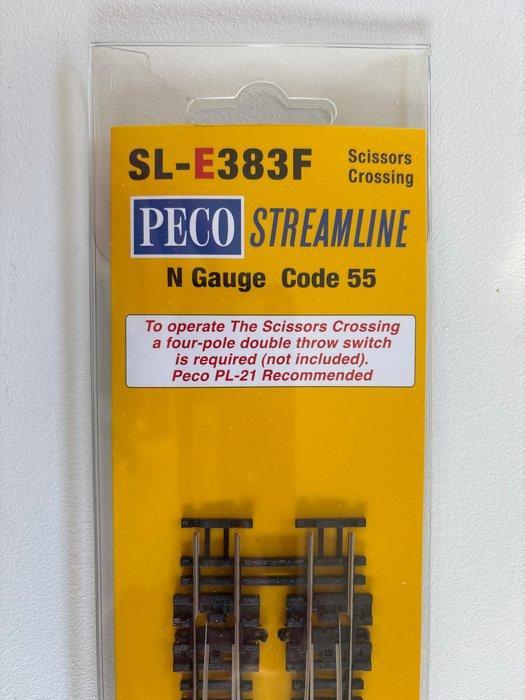 SL-E383F
Scissors
Crossing
PECO STREAMLINE
N Gauge Code 55
To operate The Scissors Crossing
a four-pole double throw switch
is required (not included).
Peco PL-21 Recommended